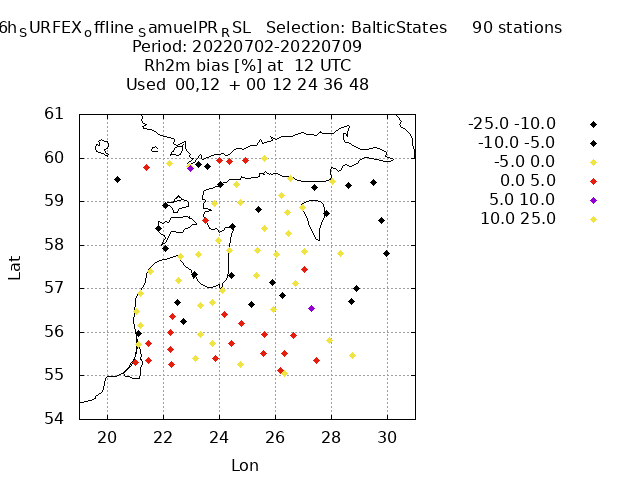 6h_SURFEX_offline_SamuelPR_RSL   Selection: BalticStates     90 stations
Period: 20220702-20220709
Rh2m bias [%] at  12 UTC
Used  00,12  + 00 12 24 36 48
-25.0 -10.0
-10.0 -5.0
-5.0 0.0
0.0 5.0
5.0 10.0
10.0 25.0
61
60
59
58
57
56
55
54
Lat
20 22 24 26 28 30
Lon